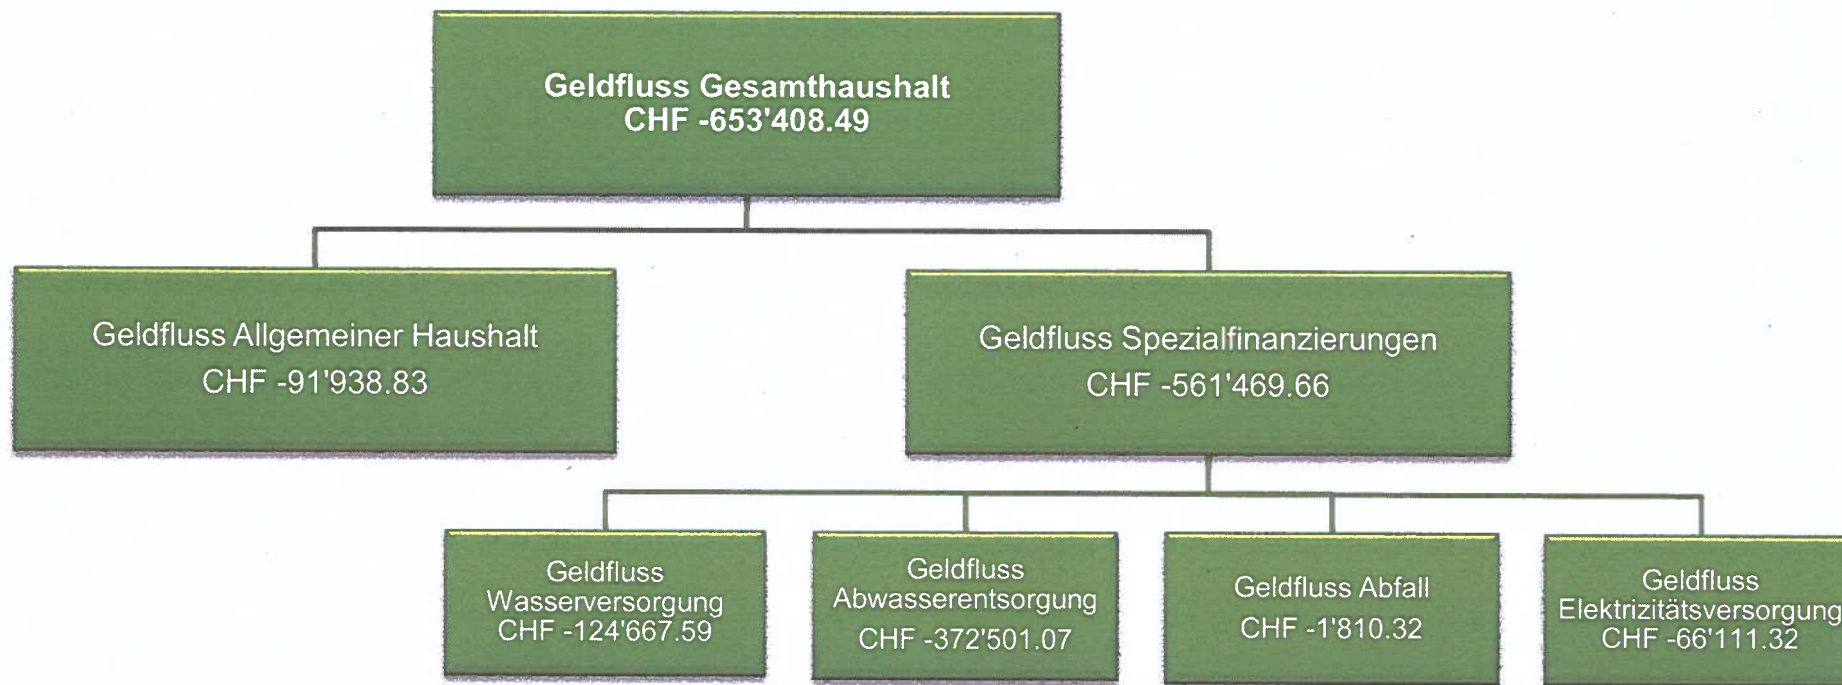 Geldfluss Gesamthaushalt
CHF -653'408.49
Geldfluss Allgemeiner Haushalt
CHF -91'938.83
Geldfluss Spezialfinanzierungen
CHF -561'469.66
Geldfluss
Wasserversorgung
CHF -124'667.59
Geldfluss
Abwasserentsorgung
CHF -372'501.07
Geldfluss Abfall
CHF -1'810.32
Geldfluss
Elektrizitätsversorgung
CHF -66'111.32